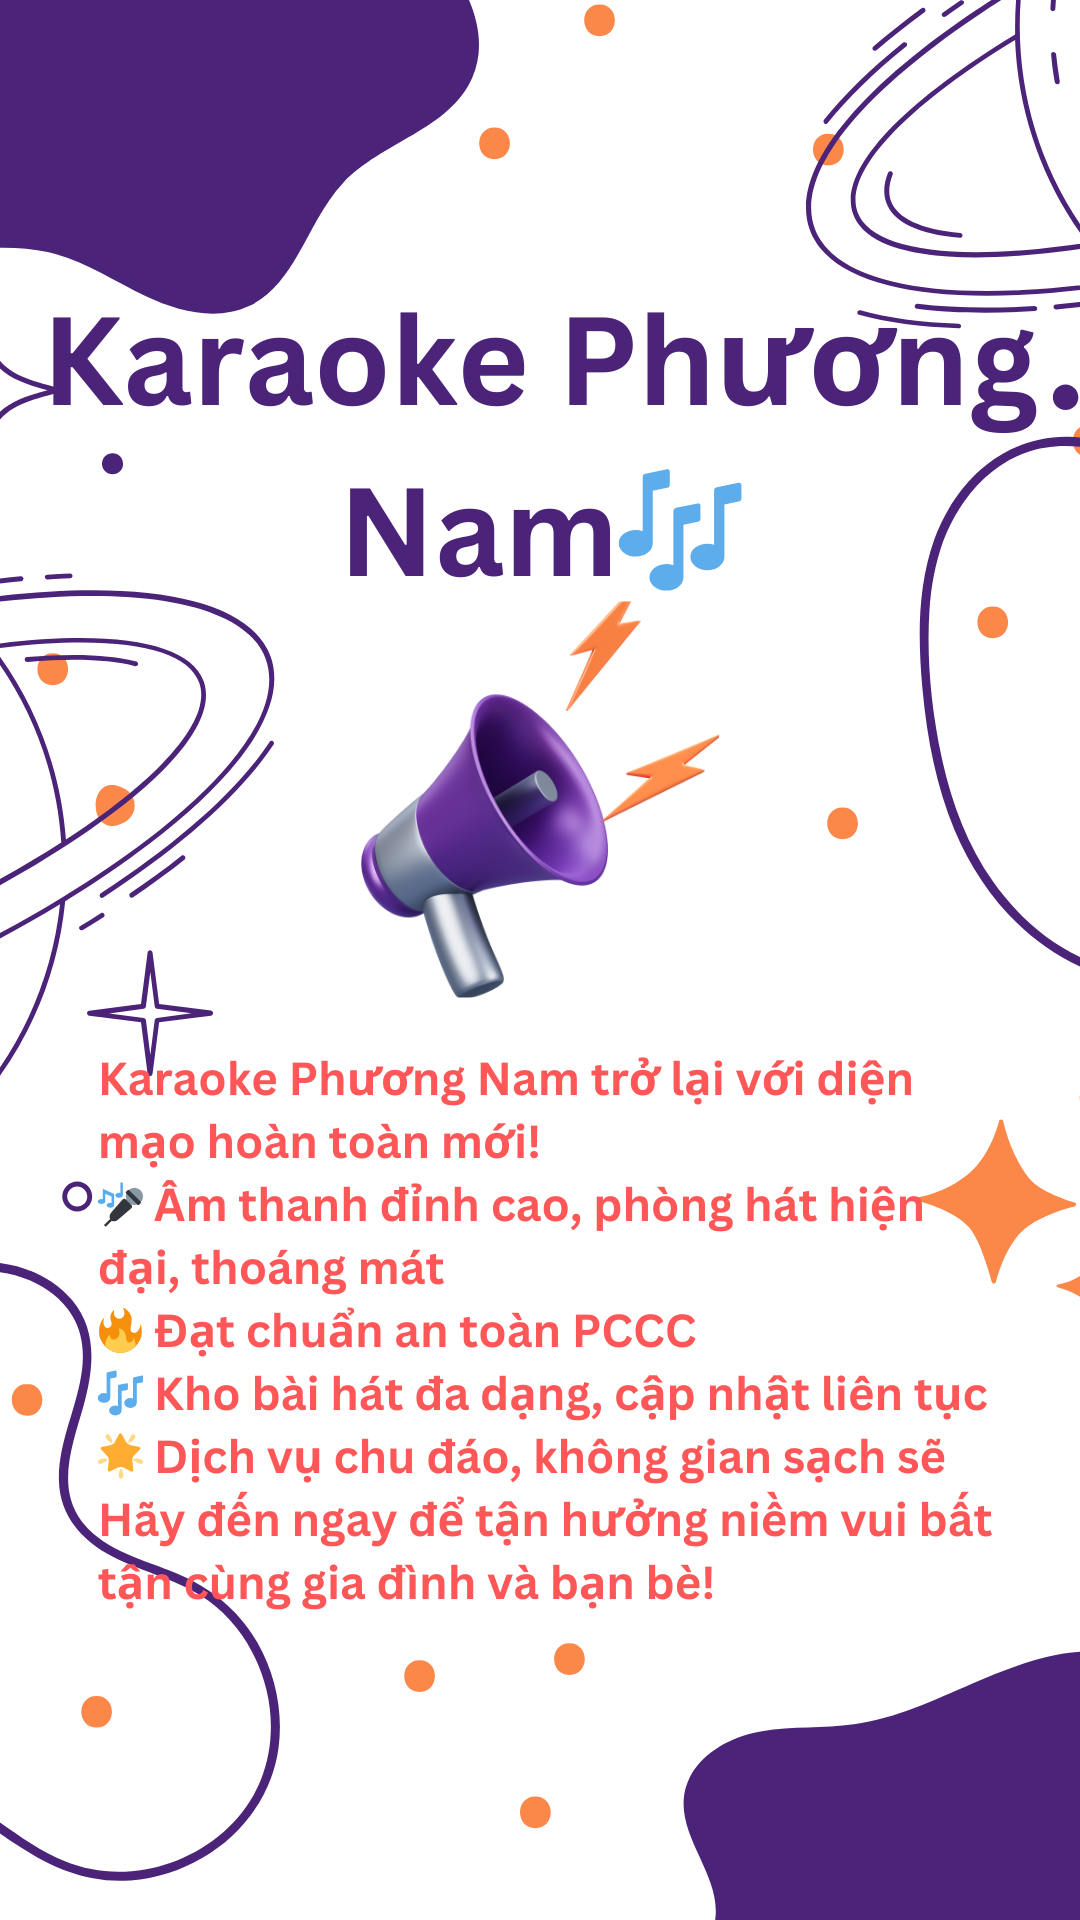 Karaoke Phương
Nam🎶
Karaoke Phương Nam trở lại với diện
mạo hoàn toàn mới!
🎤 Âm thanh đỉnh cao, phòng hát hiện
đại, thoáng mát
🔥 Đạt chuẩn an toàn PCCC
🎶 Kho bài hát đa dạng, cập nhật liên tục
🌟 Dịch vụ chu đáo, không gian sạch sẽ
Hãy đến ngay để tận hưởng niềm vui bất
tận cùng gia đình và bạn bè!